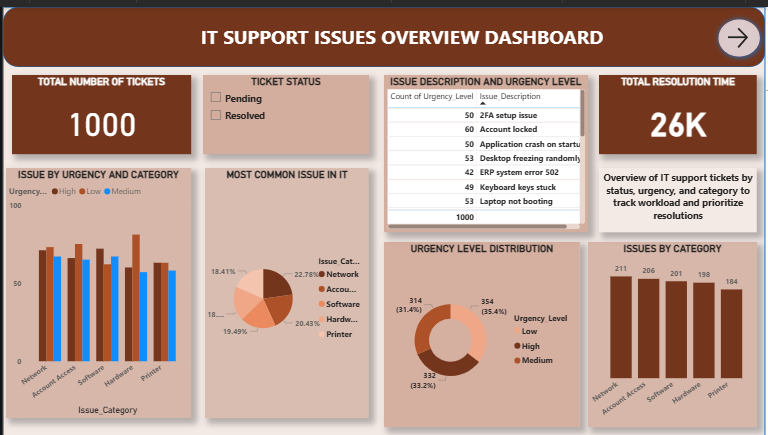 IT SUPPORT ISSUES OVERVIEW DASHBOARD
TOTAL NUMBER OF TICKETS
1000
TICKET STATUS
Pending
Resolved
ISSUE DESCRIPTION AND URGENCY LEVEL
Count of Urgency_Level Issue_Description
50 2FA setup issue
60 Account locked
50 Application crash on startu
53 Desktop freezing randomly
42 ERP system error 502
49 Keyboard keys stuck
53 Laptop not booting
1000
TOTAL RESOLUTION TIME
26K
Overview of IT support tickets by
status, urgency, and category to
track workload and prioritize
resolutions
ISSUE BY URGENCY AND CATEGORY
Urgency... High Low Medium
100
50
0
Network
Account Access
Software
Hardware
Printer
Issue_Category
MOST COMMON ISSUE IN IT
18.41%
22.78%
18....
19.49%
20.43%
Issue_Cat...
Network
Accou...
Software
Hardw...
Printer
URGENCY LEVEL DISTRIBUTION
314
(31.4%)
354
(35.4%)
332
(33.2%)
Urgency_Level
Low
High
Medium
ISSUES BY CATEGORY
211
206
201
198
184
Network
Account Access
Software
Hardware
Printer